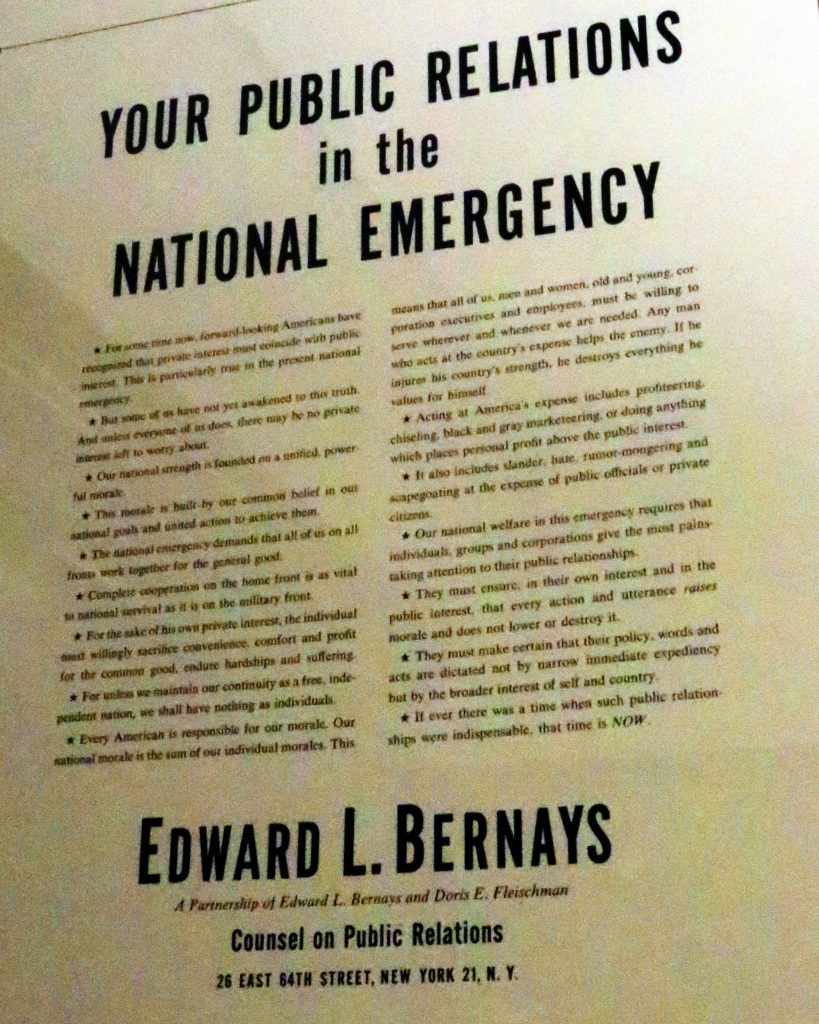 YOUR PUBLIC RELATIONS
in the
NATIONAL EMERGENCY
★ For some time now, forward-looking Americans have
recognized that private interest must coincide with public
interest. This is particularly true in the present national
emergency.
★ But some of us have not yet awakened to this truth.
And unless everyone of us does, there may be no private
interest left to worry about.
★ Our national strength is founded on a unified, power-
ful morale.
★ This morale is built by our common belief in our
national goals and united action to achieve them.
★ The national emergency demands that all of us on all
fronts work together for the general good.
★ Complete cooperation on the home front is as vital
to national survival as it is on the military front.
★ For the sake of his own private interest, the individual
must willingly sacrifice convenience, comfort and profit
for the common good, endure hardships and suffering.
★ For unless we maintain our continuity as a free, inde-
pendent nation, we shall have nothing as individuals.
★ Every American is responsible for our morale. Our
national morale is the sum of our individual morales. This
means that all of us, men and women, old and young, cor-
poration executives and employees, must be willing to
serve wherever and whenever we are needed. Any man
who acts at the country's expense helps the enemy. If he
injures his country's strength, he destroys everything he
values for himself.
★ Acting at America's expense includes profiteering,
chiseling, black and gray marketeering, or doing anything
which places personal profit above the public interest.
★ It also includes slander, hate, rumor-mongering and
scapegoating at the expense of public officials or private
citizens.
★ Our national welfare in this emergency requires that
individuals, groups and corporations give the most pains-
taking attention to their public relationships.
★ They must ensure, in their own interest and in the
public interest, that every action and utterance raises
morale and does not lower or destroy it.
★ They must make certain that their policy, words and
acts are dictated not by narrow immediate expediency
but by the broader interest of self and country.
★ If ever there was a time when such public relation-
ships were indispensable, that time is NOW.
EDWARD L. BERNAYS
A Partnership of Edward L. Bernays and Doris E. Fleischman
Counsel on Public Relations
26 EAST 64TH STREET, NEW YORK 21, N. Y.